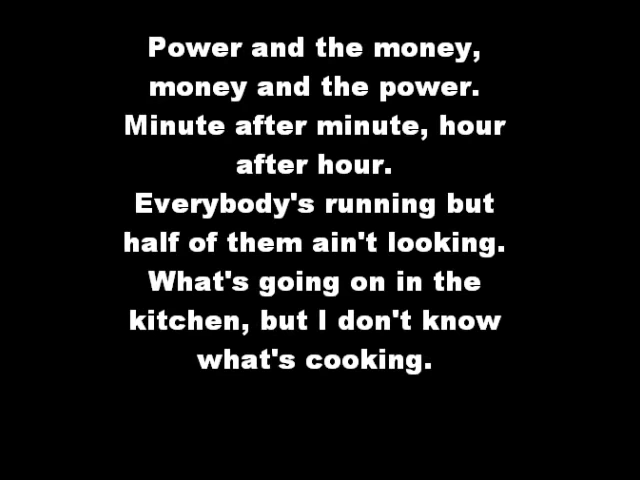 Power and the money,
money and the power.
Minute after minute, hour
after hour.
Everybody's running but
half of them ain't looking.
What's going on in the
kitchen, but I don't know
what's cooking.